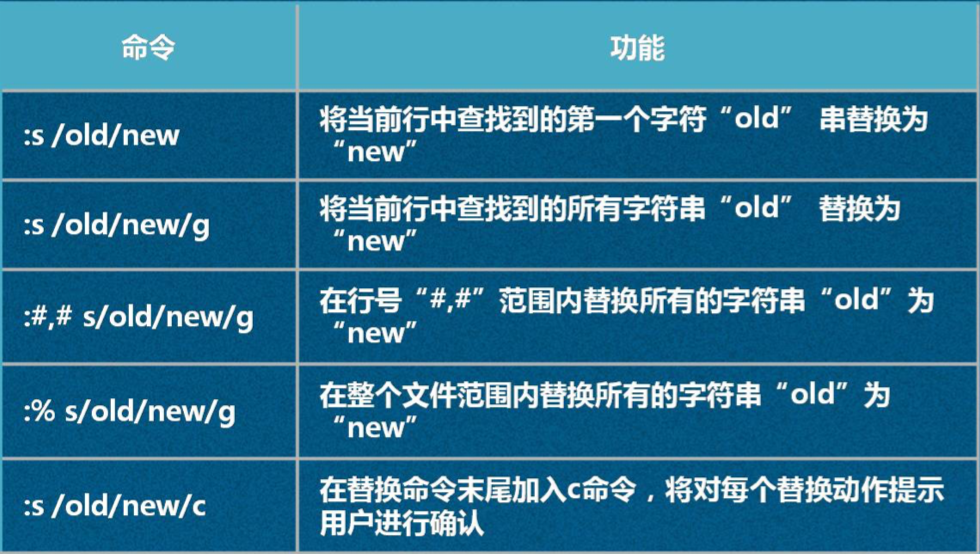 命令
功能
:s /old/new
将当前行中查找到的第一个字符“old” 串替换为
“new”
:s /old/new/g
将当前行中查找到的所有字符串“old” 替换为
“new”
:#,# s/old/new/g
在行号“#,#”范围内替换所有的字符串“old”为
“new”
:% s/old/new/g
在整个文件范围内替换所有的字符串“old”为
“new”
:s /old/new/c
在替换命令末尾加入c命令，将对每个替换动作提示
用户进行确认